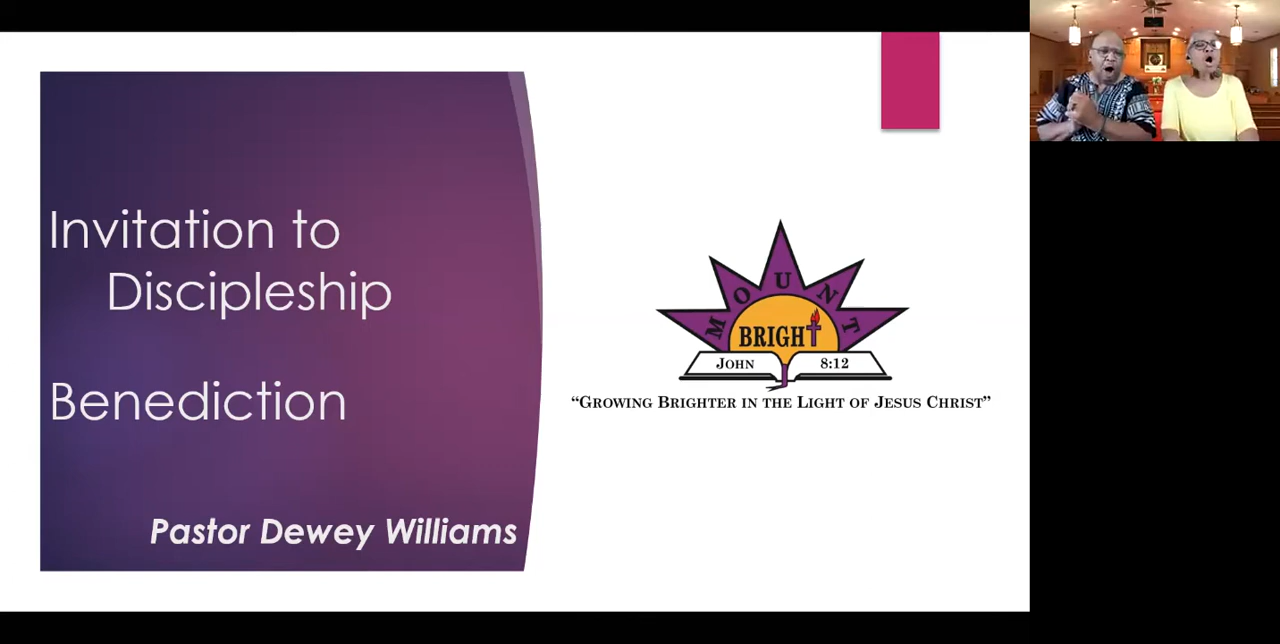 Invitation to
Discipleship
Benediction
Pastor Dewey Williams
MOUNT
BRIGHT
JOHN 8:12
“GROWING BRIGHTER IN THE LIGHT OF JESUS CHRIST”